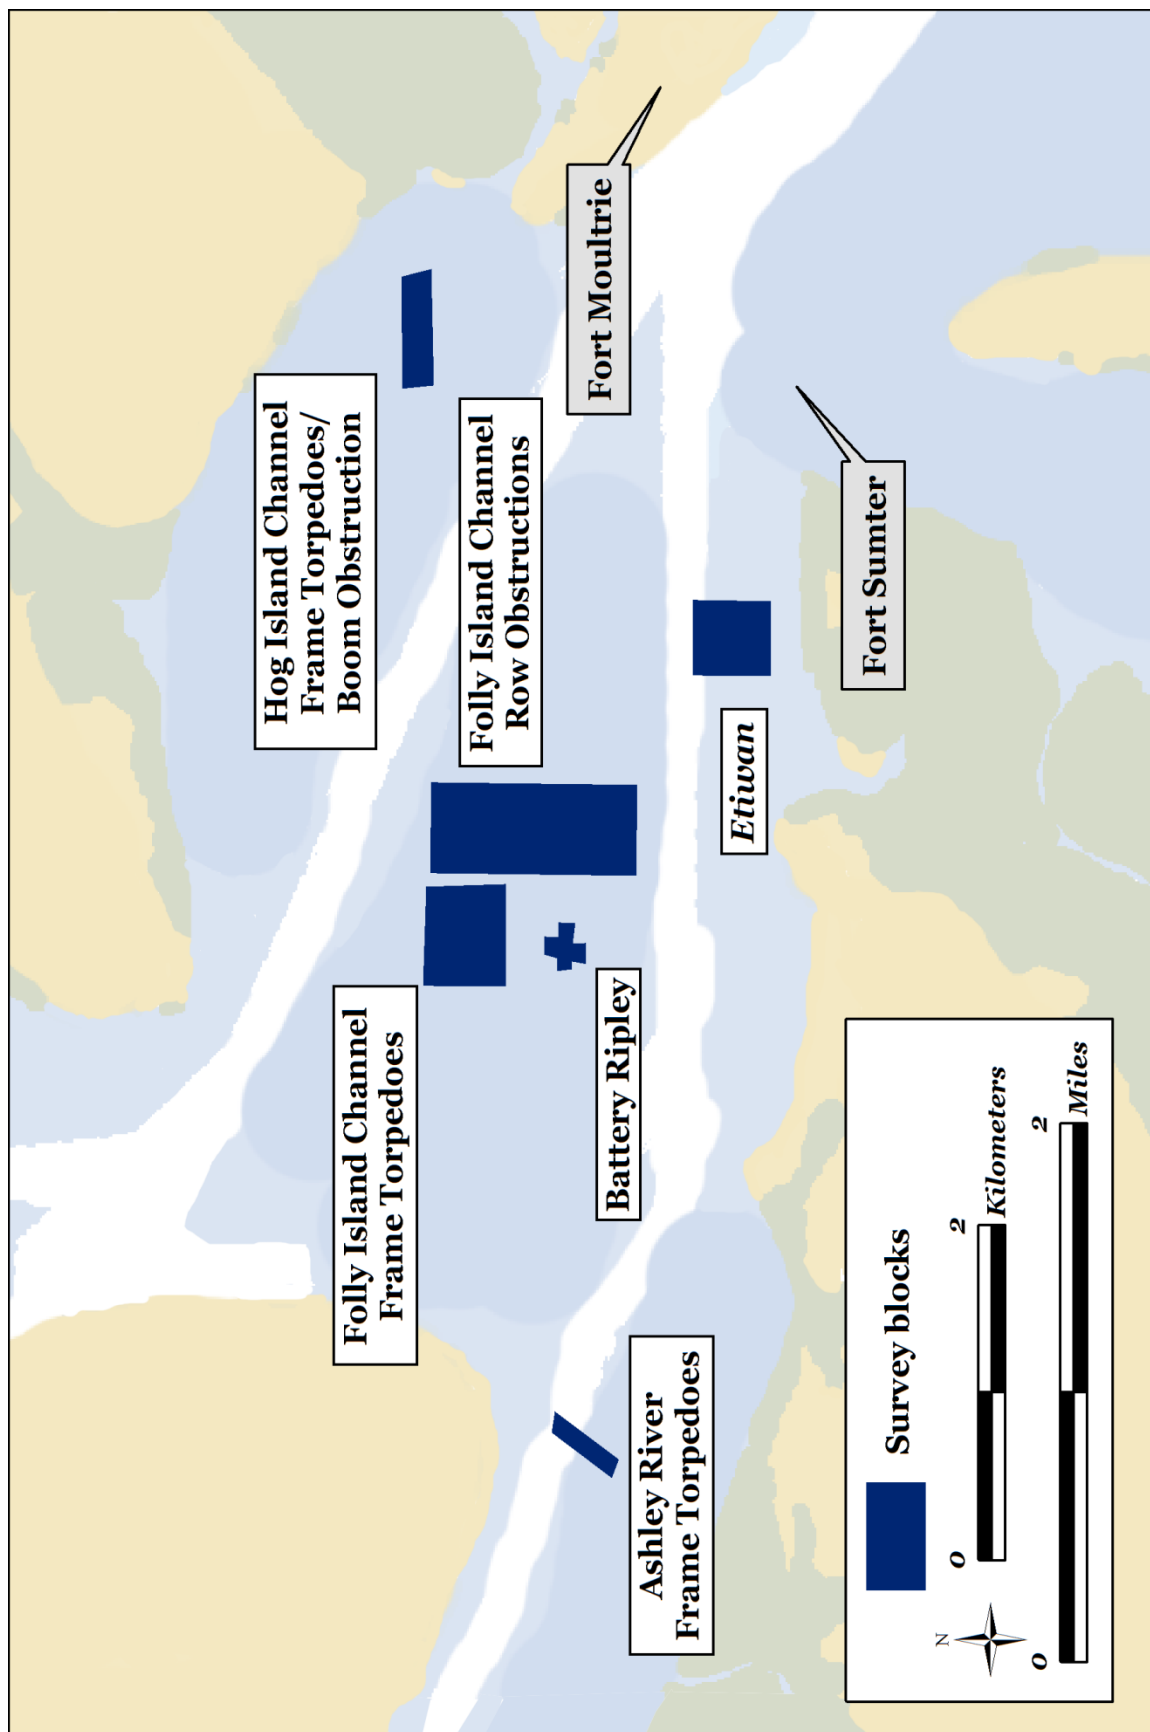 Hog Island Channel
Frame Torpedoes/
Boom Obstruction
Folly Island Channel
Row Obstructions
Fort Moultrie
Folly Island Channel
Frame Torpedoes
Battery Ripley
Etiwan
Fort Sumter
Ashley River
Frame Torpedoes
Survey blocks
N
0
2
Kilometers
0
2
Miles